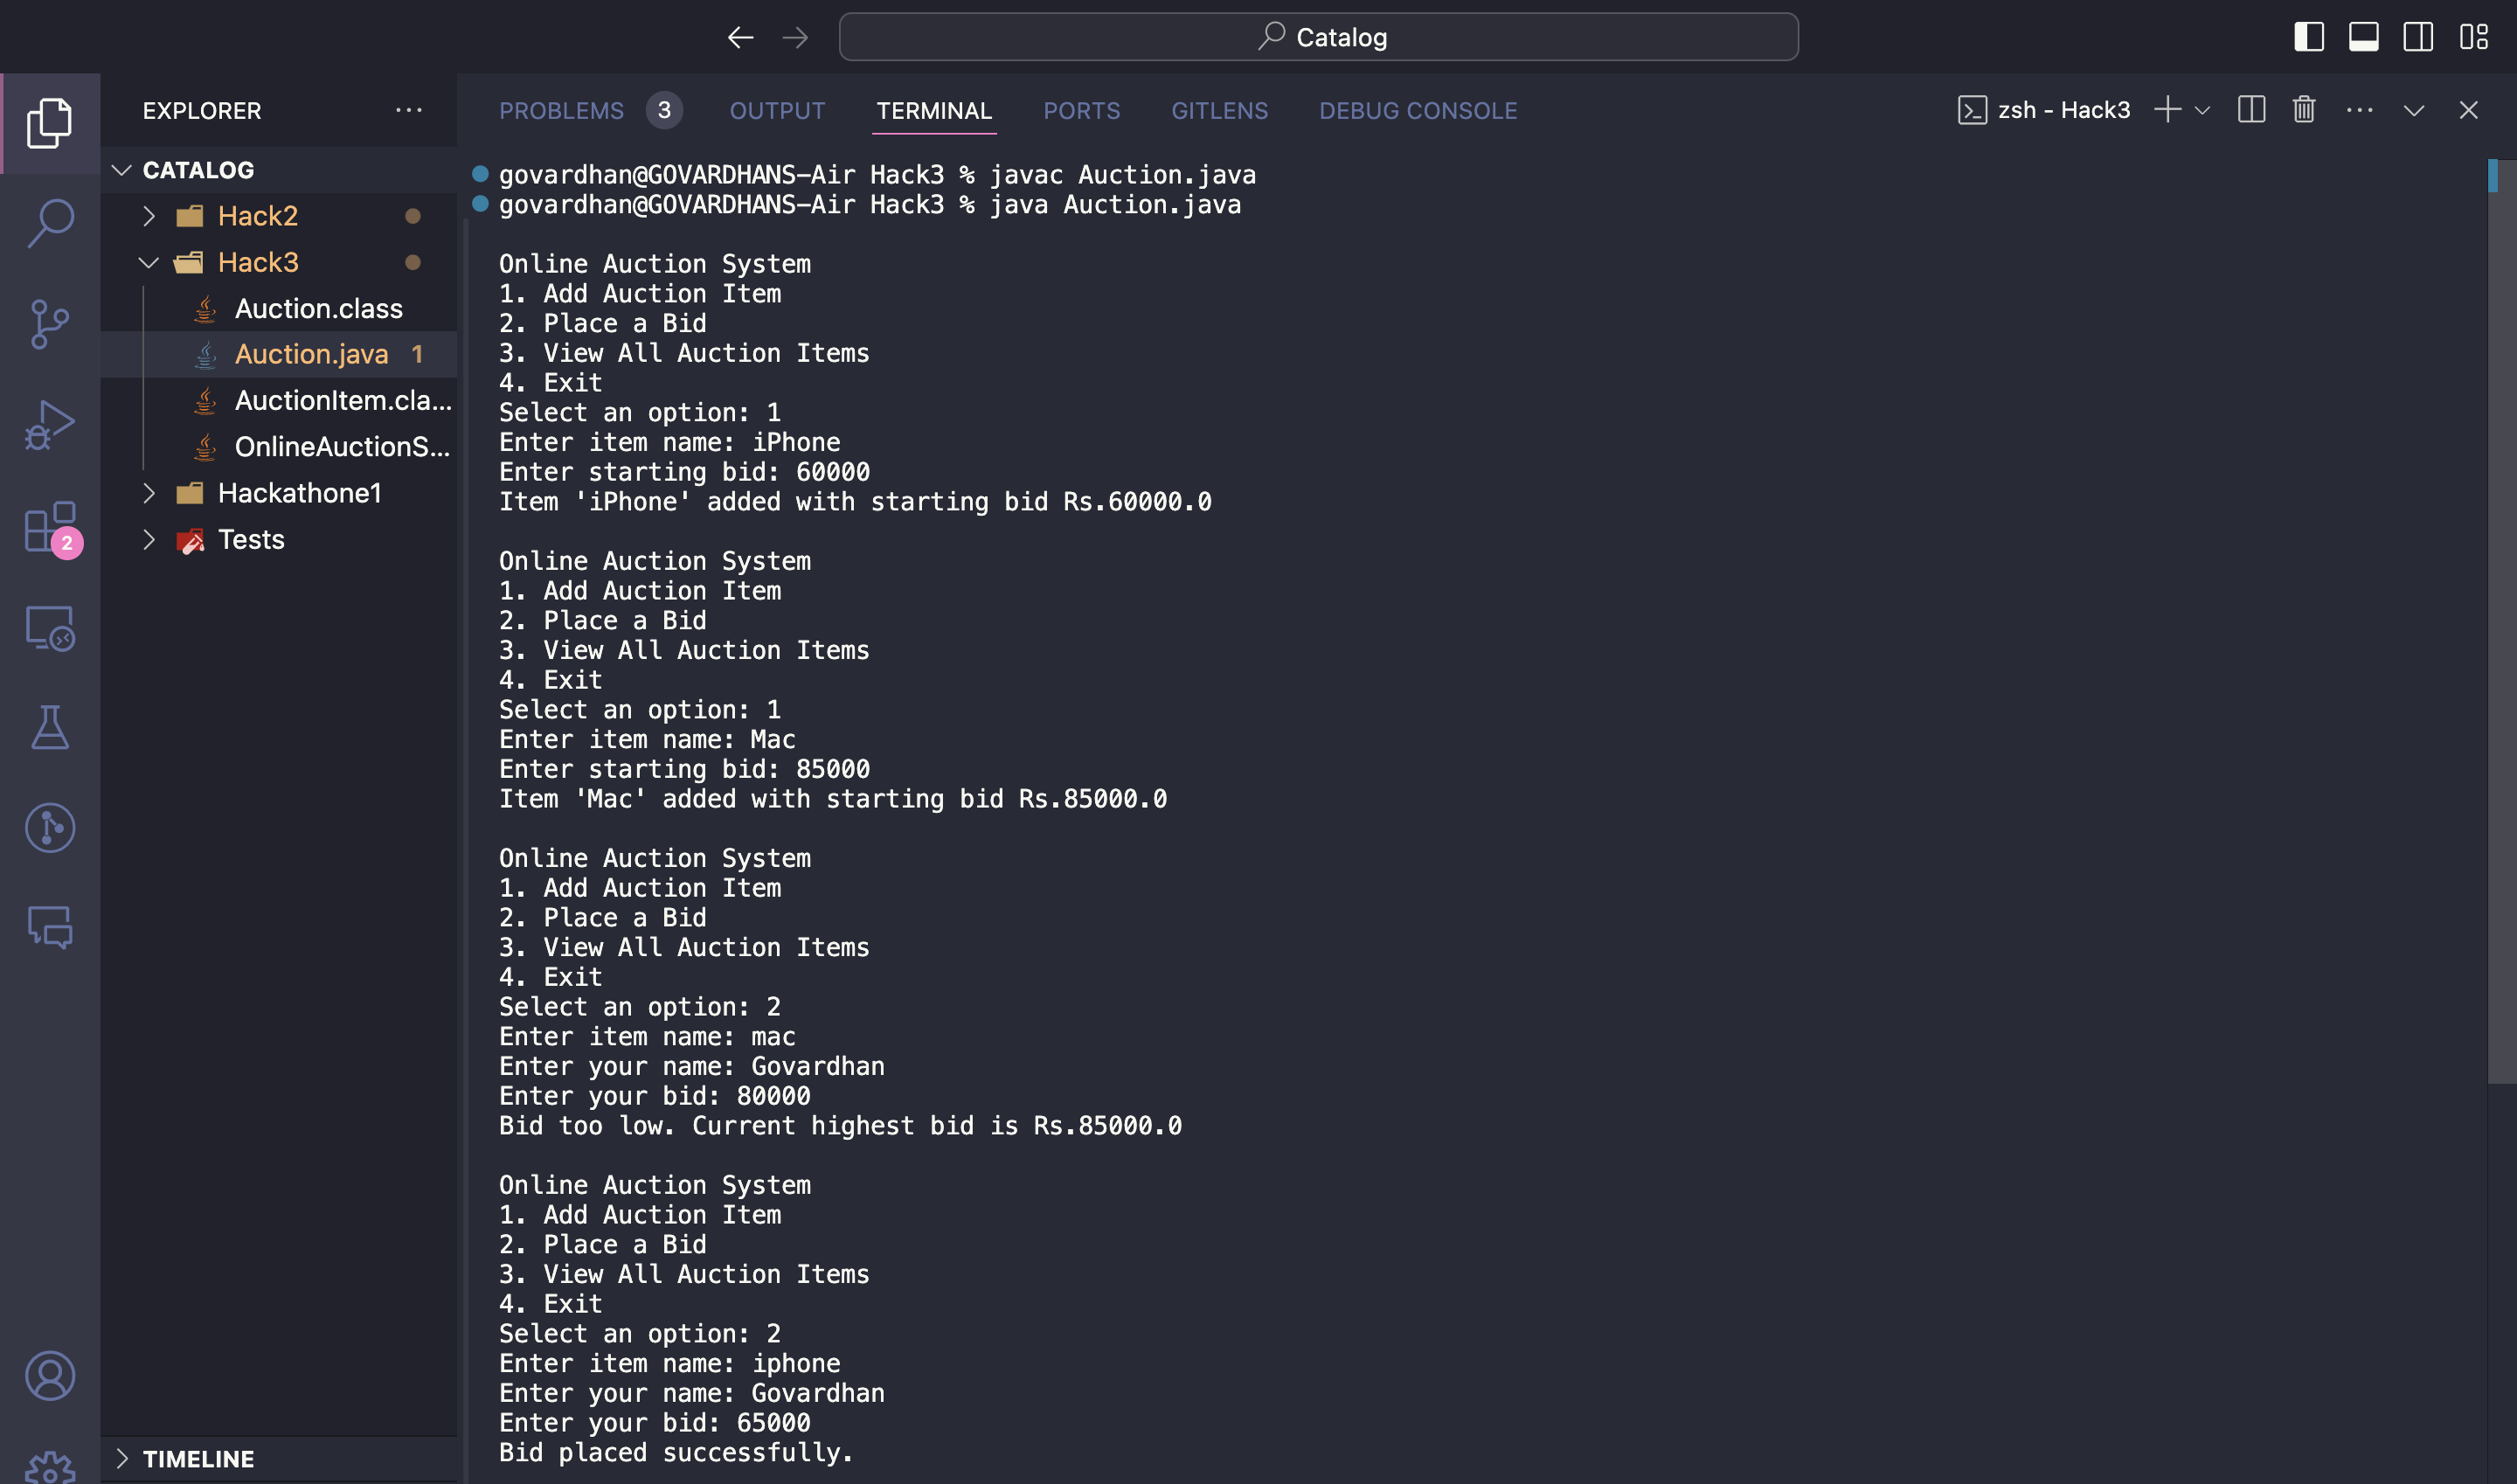 Catalog
EXPLORER
CATALOG
Hack2
Hack3
Auction.class
Auction.java 1
AuctionItem.cla...
OnlineAuctionS...
Hackathone1
Tests
2
TIMELINE
PROBLEMS 3 OUTPUT TERMINAL PORTS GITLENS DEBUG CONSOLE
zsh - Hack3
govardhan@GOVARDHANS-Air Hack3 % javac Auction.java
govardhan@GOVARDHANS-Air Hack3 % java Auction.java
Online Auction System
1. Add Auction Item
2. Place a Bid
3. View All Auction Items
4. Exit
Select an option: 1
Enter item name: iPhone
Enter starting bid: 60000
Item 'iPhone' added with starting bid Rs.60000.0
Online Auction System
1. Add Auction Item
2. Place a Bid
3. View All Auction Items
4. Exit
Select an option: 1
Enter item name: Mac
Enter starting bid: 85000
Item 'Mac' added with starting bid Rs.85000.0
Online Auction System
1. Add Auction Item
2. Place a Bid
3. View All Auction Items
4. Exit
Select an option: 2
Enter item name: mac
Enter your name: Govardhan
Enter your bid: 80000
Bid too low. Current highest bid is Rs.85000.0
Online Auction System
1. Add Auction Item
2. Place a Bid
3. View All Auction Items
4. Exit
Select an option: 2
Enter item name: iphone
Enter your name: Govardhan
Enter your bid: 65000
Bid placed successfully.